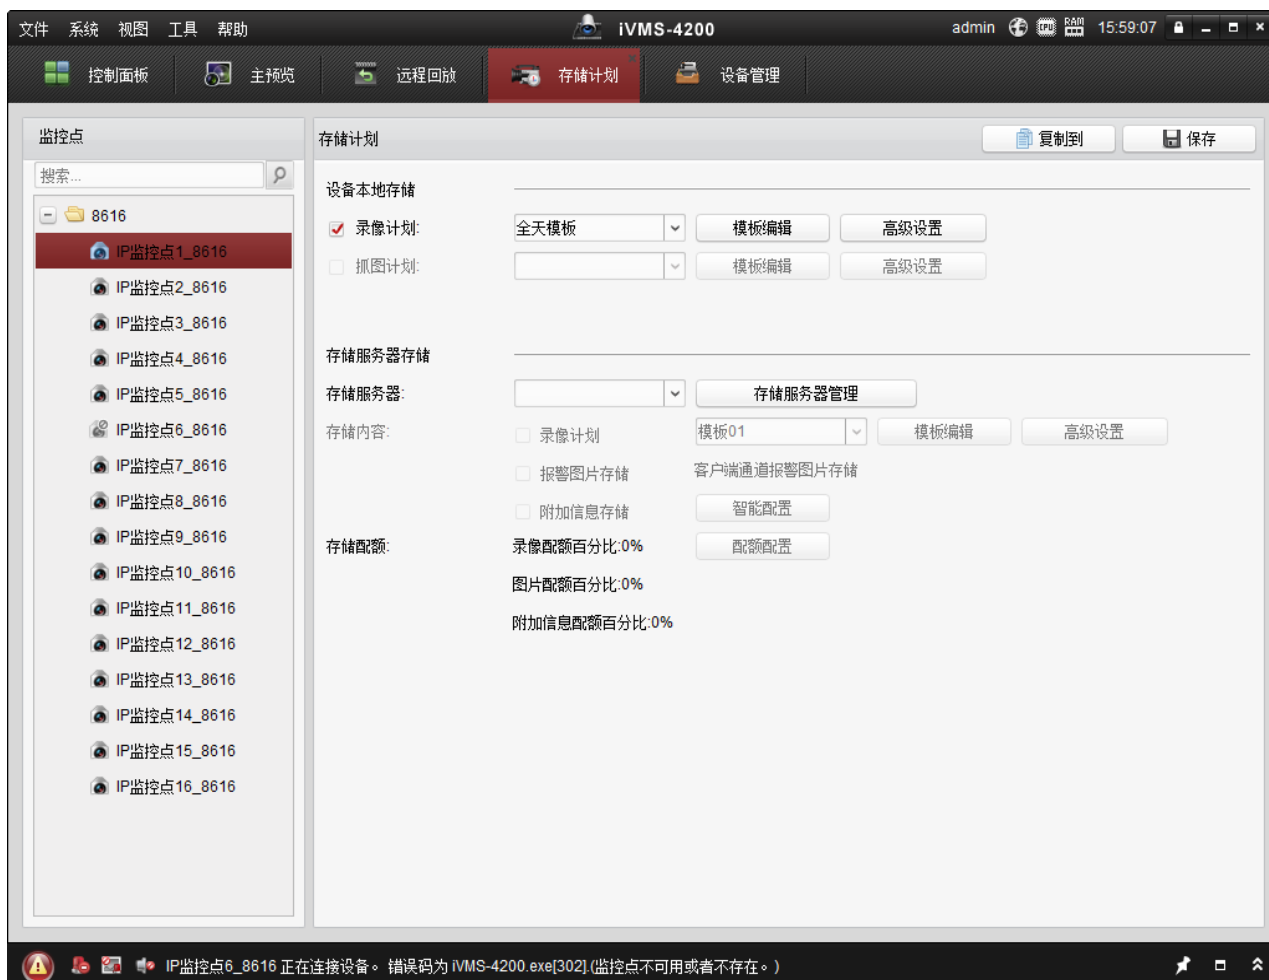 文件 系统 视图 工具 帮助 iVMS-4200 admin CPU RAM 15:59:07
控制面板 主预览 远程回放 存储计划 设备管理
监控点
搜索...
8616
IP监控点1_8616
IP监控点2_8616
IP监控点3_8616
IP监控点4_8616
IP监控点5_8616
IP监控点6_8616
IP监控点7_8616
IP监控点8_8616
IP监控点9_8616
IP监控点10_8616
IP监控点11_8616
IP监控点12_8616
IP监控点13_8616
IP监控点14_8616
IP监控点15_8616
IP监控点16_8616
存储计划 复制到 保存
设备本地存储
录像计划: 全天模板 模板编辑 高级设置
抓图计划: 模板编辑 高级设置
存储服务器存储
存储服务器: 存储服务器管理
存储内容: 录像计划 模板01 模板编辑 高级设置
报警图片存储 客户端通道报警图片存储
附加信息存储 智能配置
存储配额: 录像配额百分比:0% 配额配置
图片配额百分比:0%
附加信息配额百分比:0%
IP监控点6_8616 正在连接设备。错误码为 iVMS-4200.exe[302].(监控点不可用或者不存在。)